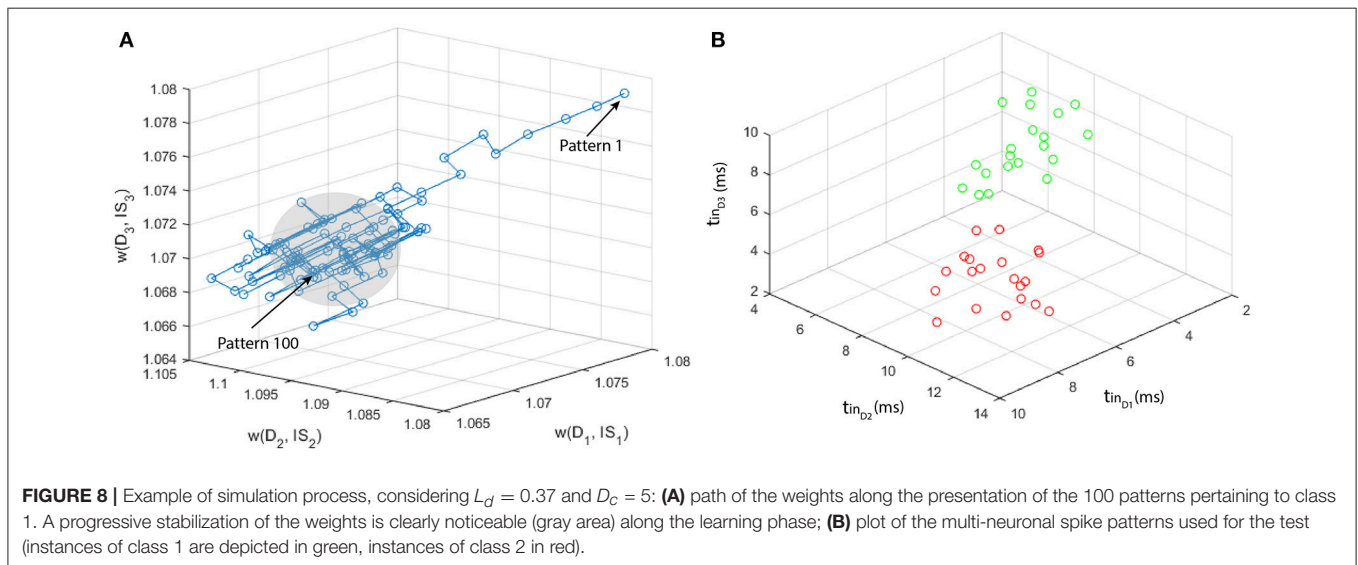 A
B
1.08
1.078
1.076
1.074
1.072
1.07
1.068
1.066
1.064
w(D3, IS3)
1.105
1.1
1.095
1.09
1.085
1.08
w(D2, IS2)
1.065
1.07
1.075
1.08
w(D1, IS1)
Pattern 1
Pattern 100
10
8
6
4
2
tinD3 (ms)
4
6
8
10
12
14
tinD2 (ms)
10
8
6
4
2
tinD1 (ms)
FIGURE 8 | Example of simulation process, considering Ld = 0.37 and DC = 5: (A) path of the weights along the presentation of the 100 patterns pertaining to class
1. A progressive stabilization of the weights is clearly noticeable (gray area) along the learning phase; (B) plot of the multi-neuronal spike patterns used for the test
(instances of class 1 are depicted in green, instances of class 2 in red).